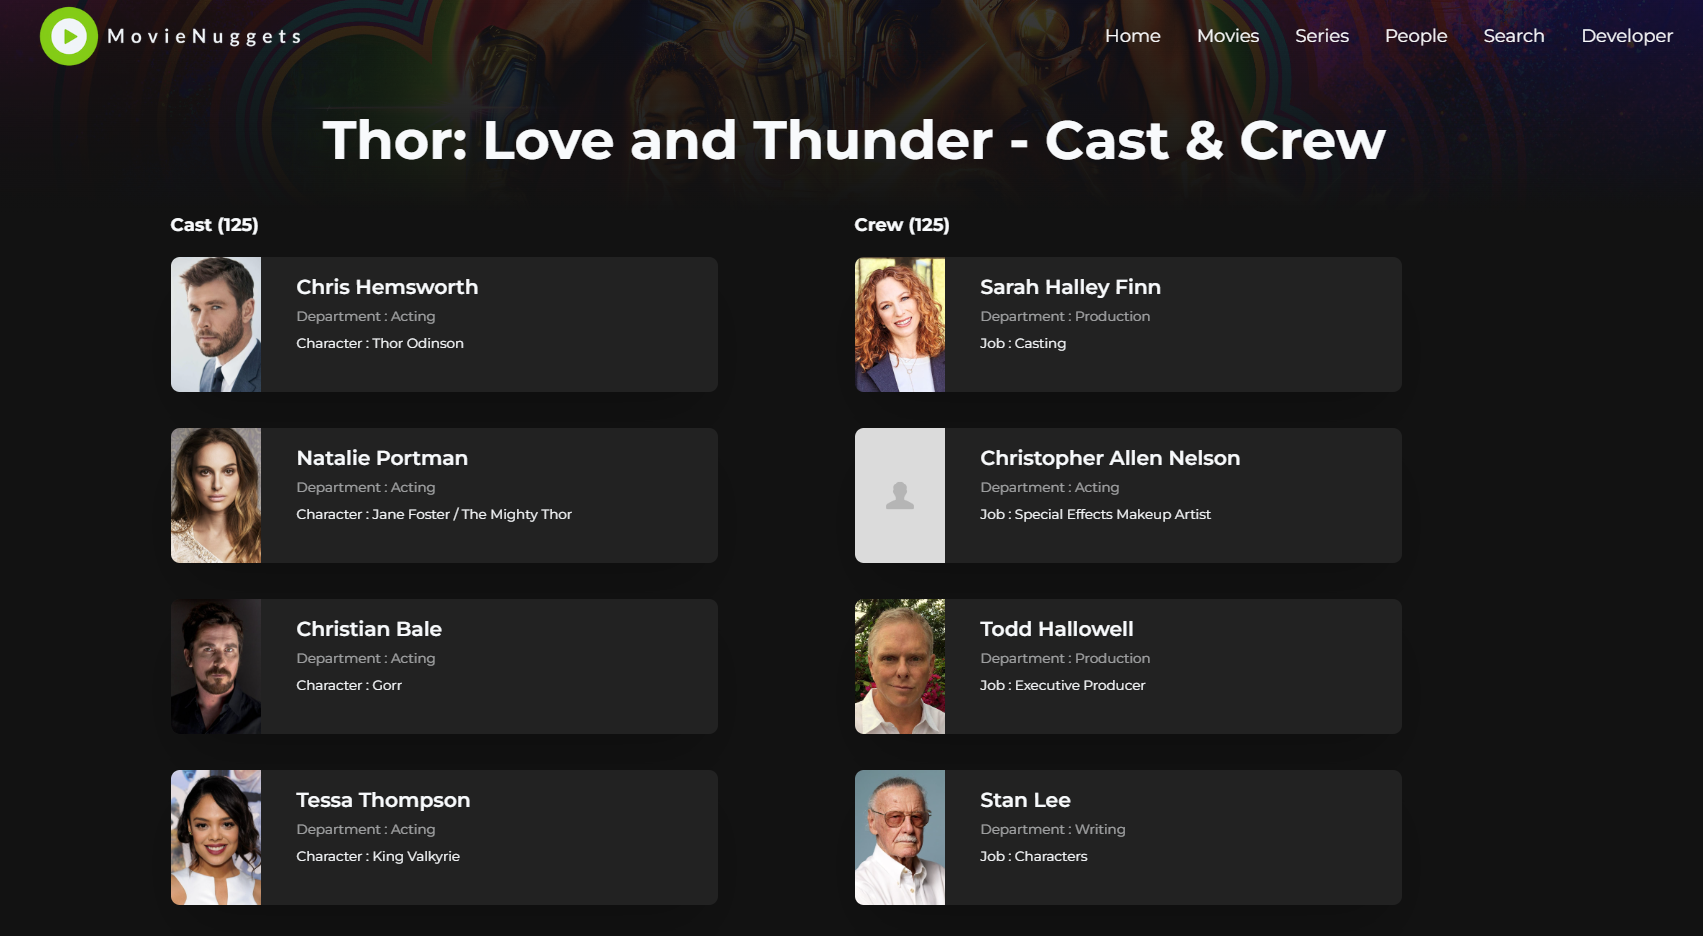 MovieNuggets
Home Movies Series People Search Developer
Thor: Love and Thunder - Cast & Crew
Cast (125)
Chris Hemsworth
Department : Acting
Character : Thor Odinson
Natalie Portman
Department : Acting
Character : Jane Foster / The Mighty Thor
Christian Bale
Department : Acting
Character : Gorr
Tessa Thompson
Department : Acting
Character : King Valkyrie
Crew (125)
Sarah Halley Finn
Department : Production
Job : Casting
Christopher Allen Nelson
Department : Acting
Job : Special Effects Makeup Artist
Todd Hallowell
Department : Production
Job : Executive Producer
Stan Lee
Department : Writing
Job : Characters